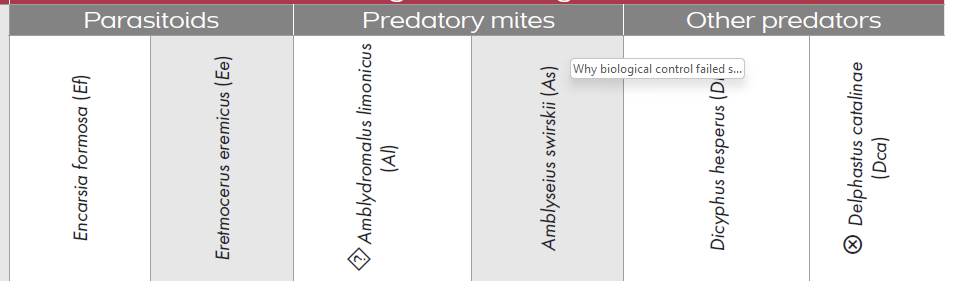 Parasitoids
Predatory mites
Other predators
Encarsia formosa (Ef)
Eretmocerus eremicus (Ee)
Amblydromalus limonicus
(Al)
Amblyseius swirskii (As)
Why biological control failed s...
Dicyphus hesperus
Delphastus catalinae
(Dca)